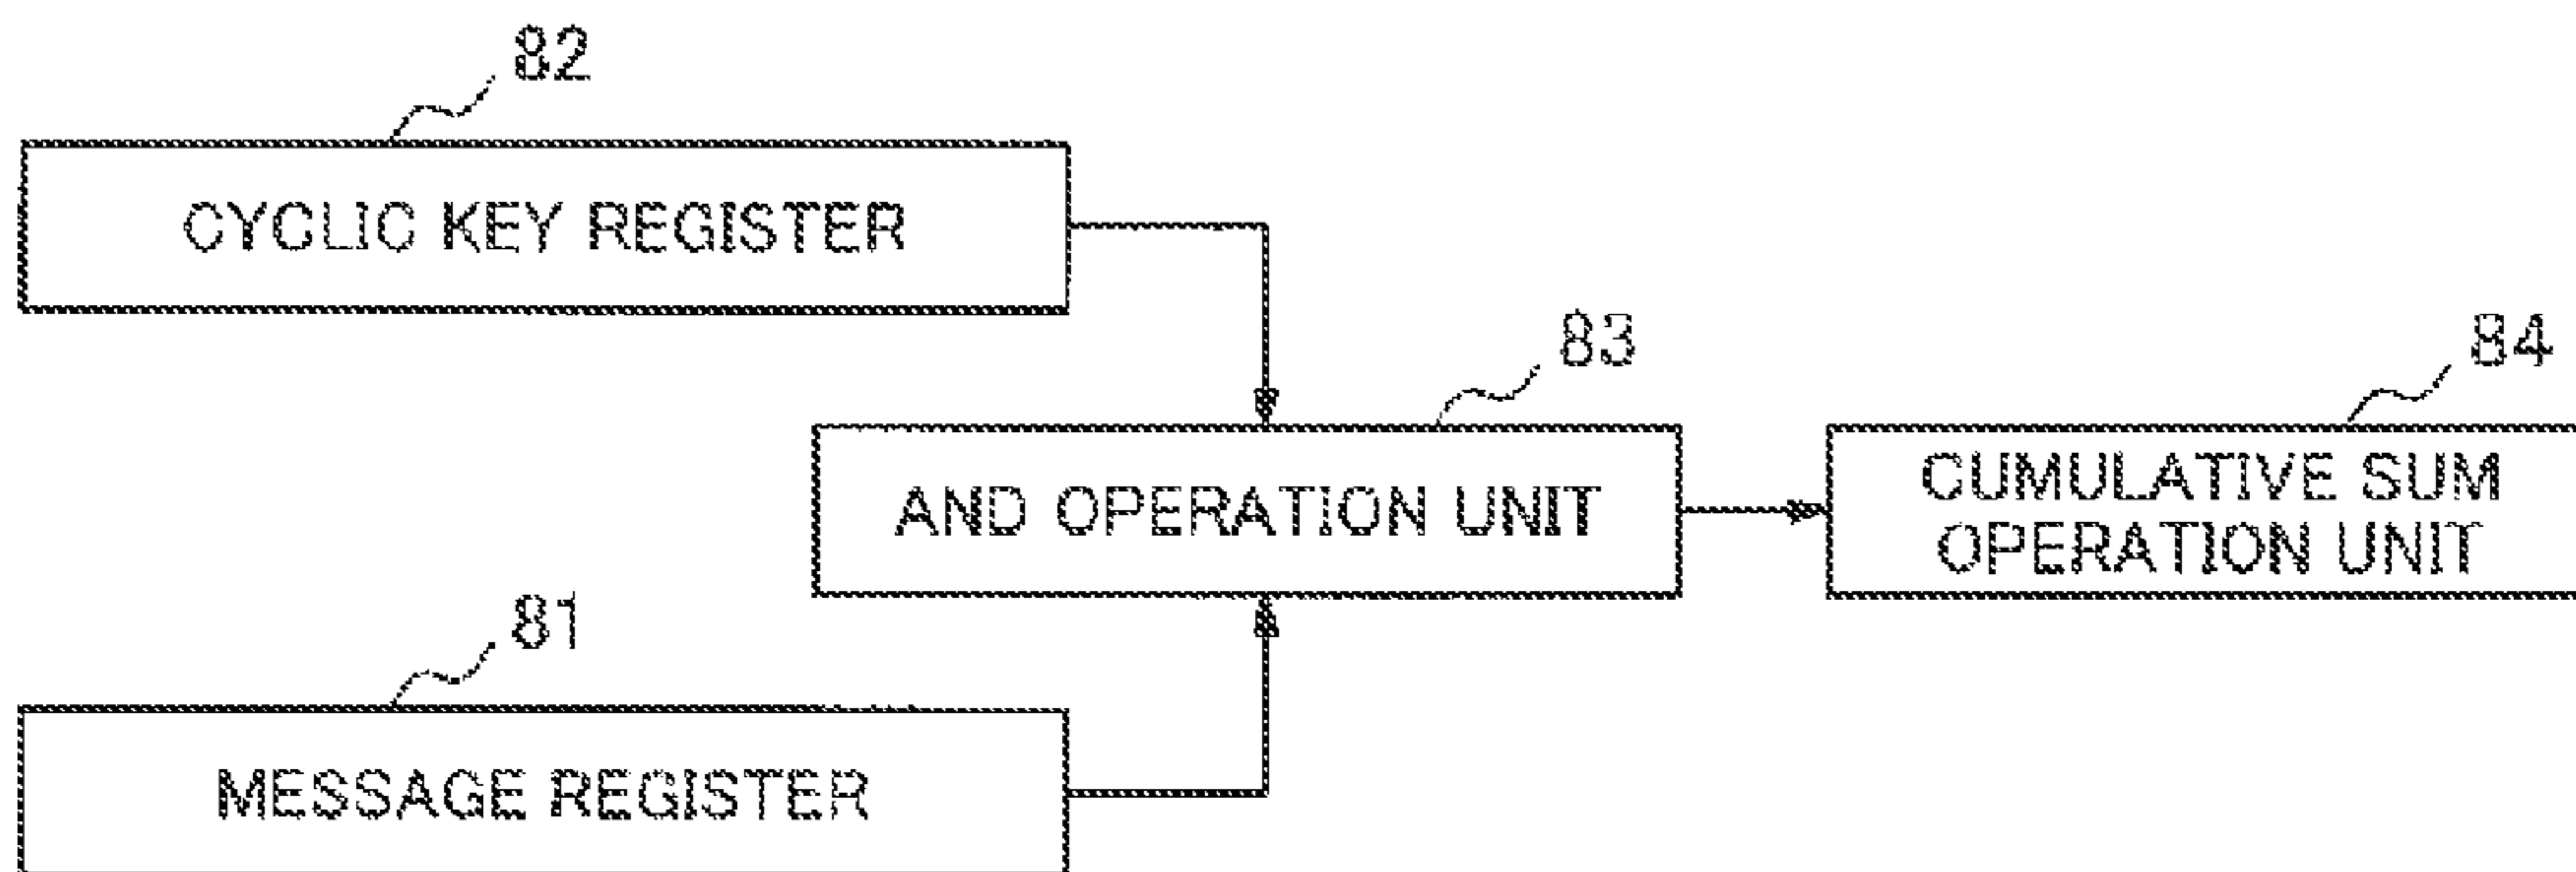 82
CYCLIC KEY REGISTER
83
84
AND OPERATION UNIT
CUMULATIVE SUM
OPERATION UNIT
81
MESSAGE REGISTER